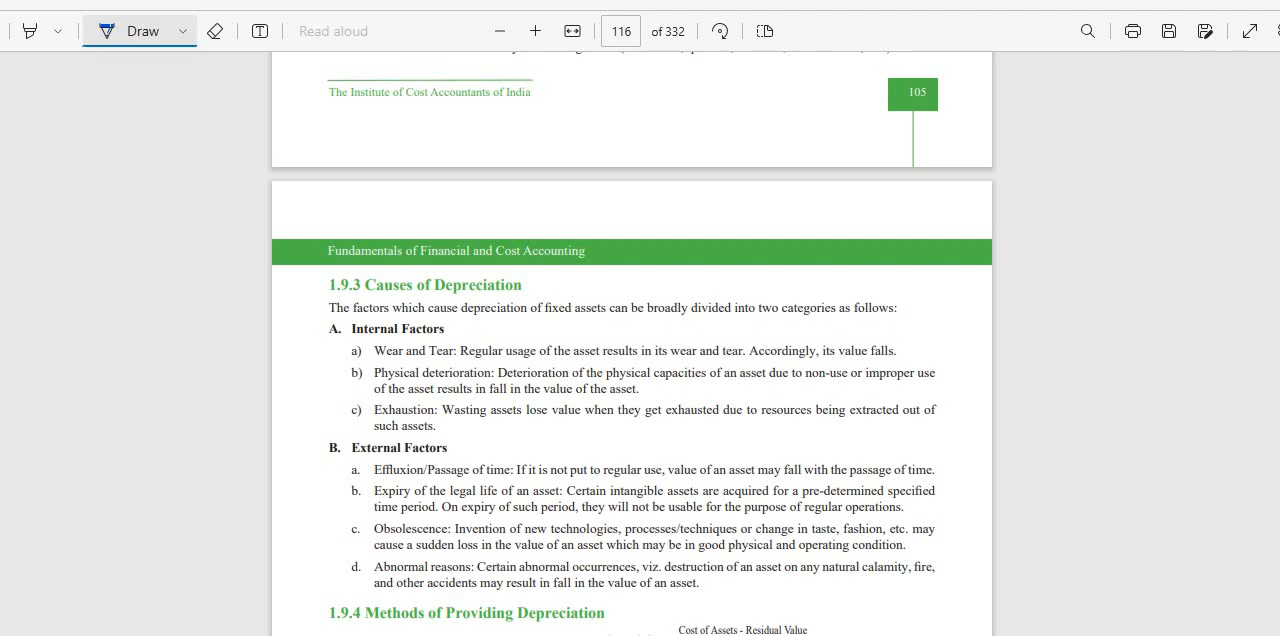 Draw
Read aloud
116 of 332
The Institute of Cost Accountants of India
105
Fundamentals of Financial and Cost Accounting
1.9.3 Causes of Depreciation
The factors which cause depreciation of fixed assets can be broadly divided into two categories as follows:
A. Internal Factors
a) Wear and Tear: Regular usage of the asset results in its wear and tear. Accordingly, its value falls.
b) Physical deterioration: Deterioration of the physical capacities of an asset due to non-use or improper use
of the asset results in fall in the value of the asset.
c) Exhaustion: Wasting assets lose value when they get exhausted due to resources being extracted out of
such assets.
B. External Factors
a. Effluxion/Passage of time: If it is not put to regular use, value of an asset may fall with the passage of time.
b. Expiry of the legal life of an asset: Certain intangible assets are acquired for a pre-determined specified
time period. On expiry of such period, they will not be usable for the purpose of regular operations.
c. Obsolescence: Invention of new technologies, processes/techniques or change in taste, fashion, etc. may
cause a sudden loss in the value of an asset which may be in good physical and operating condition.
d. Abnormal reasons: Certain abnormal occurrences, viz. destruction of an asset on any natural calamity, fire,
and other accidents may result in fall in the value of an asset.
1.9.4 Methods of Providing Depreciation
Cost of Assets - Residual Value